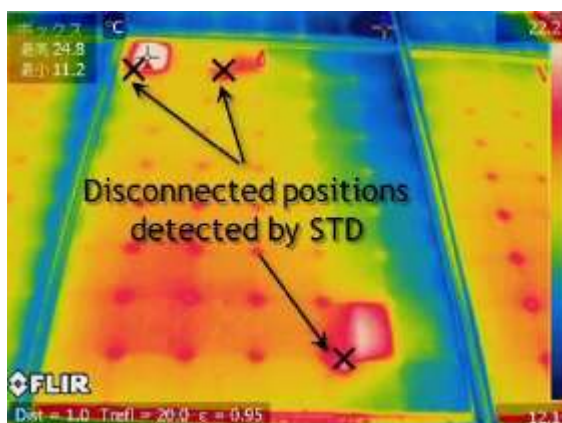 ボックス °C
最高 24.8
最小 11.2
22.2
Disconnected positions
detected by STD
FLIR
Dist = 1.0 Trefl = 20.0 ε = 0.95
12.1